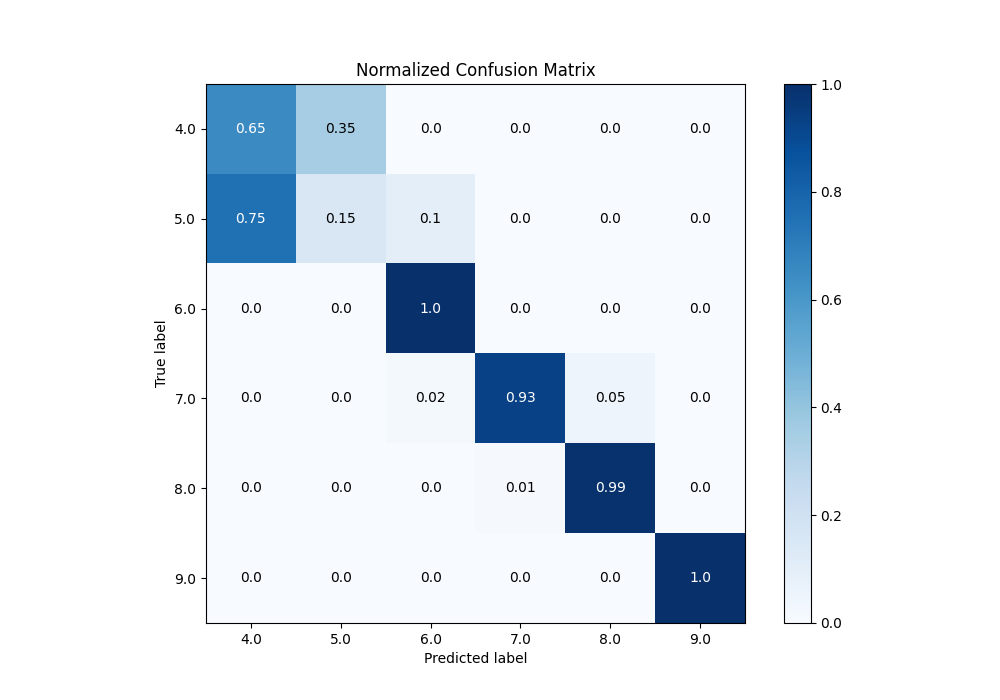 Normalized Confusion Matrix
True label
4.0 0.65 0.35 0.0 0.0 0.0 0.0
5.0 0.75 0.15 0.1 0.0 0.0 0.0
6.0 0.0 0.0 1.0 0.0 0.0 0.0
7.0 0.0 0.0 0.02 0.93 0.05 0.0
8.0 0.0 0.0 0.0 0.01 0.99 0.0
9.0 0.0 0.0 0.0 0.0 0.0 1.0
4.0 5.0 6.0 7.0 8.0 9.0
Predicted label
1.0
0.8
0.6
0.4
0.2
0.0